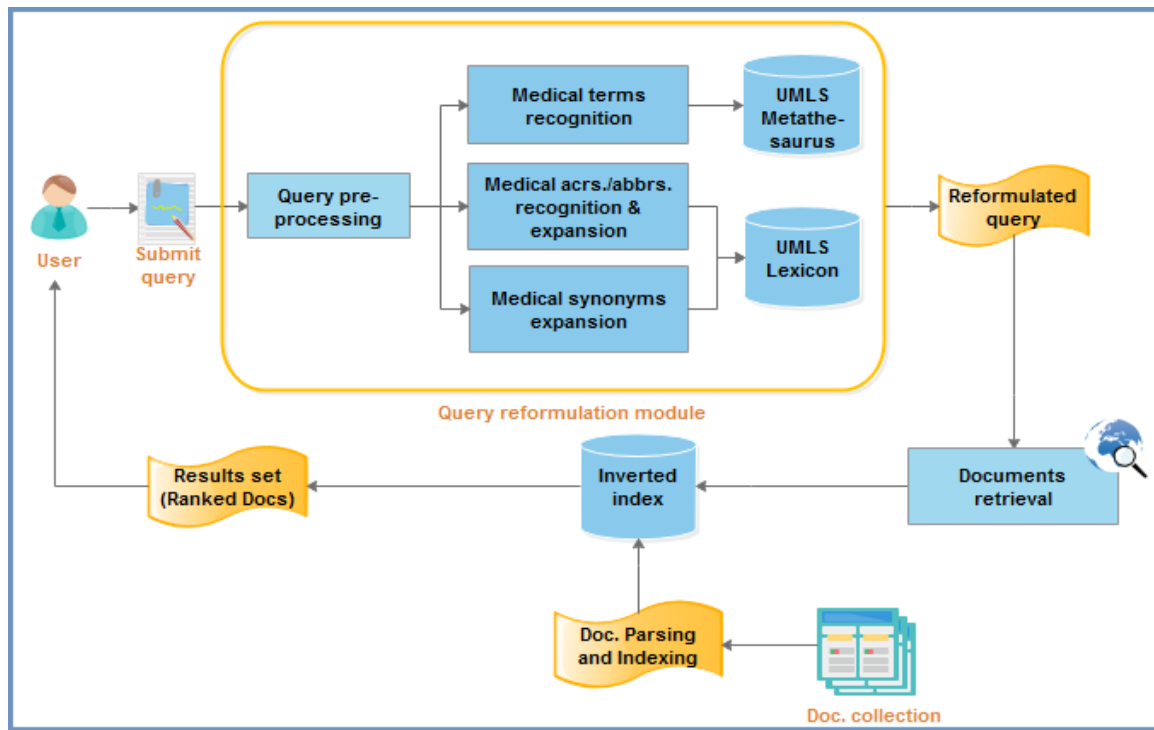 Medical terms
recognition
UMLS
Metathe-
saurus
User
Submit
query
Query pre-
processing
Medical acrs./abbrs.
recognition &
expansion
UMLS
Lexicon
Medical synonyms
expansion
Reformulated
query
Query reformulation module
Results set
(Ranked Docs)
Inverted
index
Documents
retrieval
Doc. Parsing
and Indexing
Doc. collection